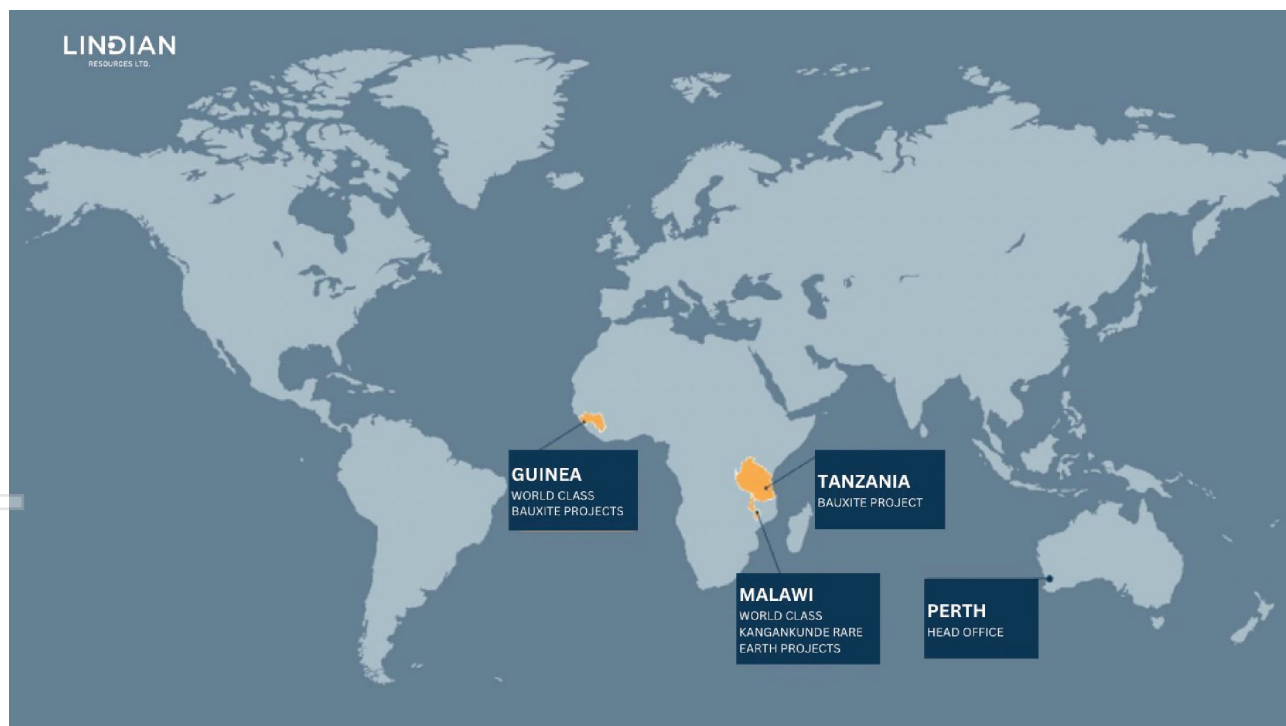 LINDIAN
RESOURCES LTD.
GUINEA
WORLD CLASS
BAUXITE PROJECTS
TANZANIA
BAUXITE PROJECT
MALAWI
WORLD CLASS
KANGANKUNDE RARE
EARTH PROJECTS
PERTH
HEAD OFFICE